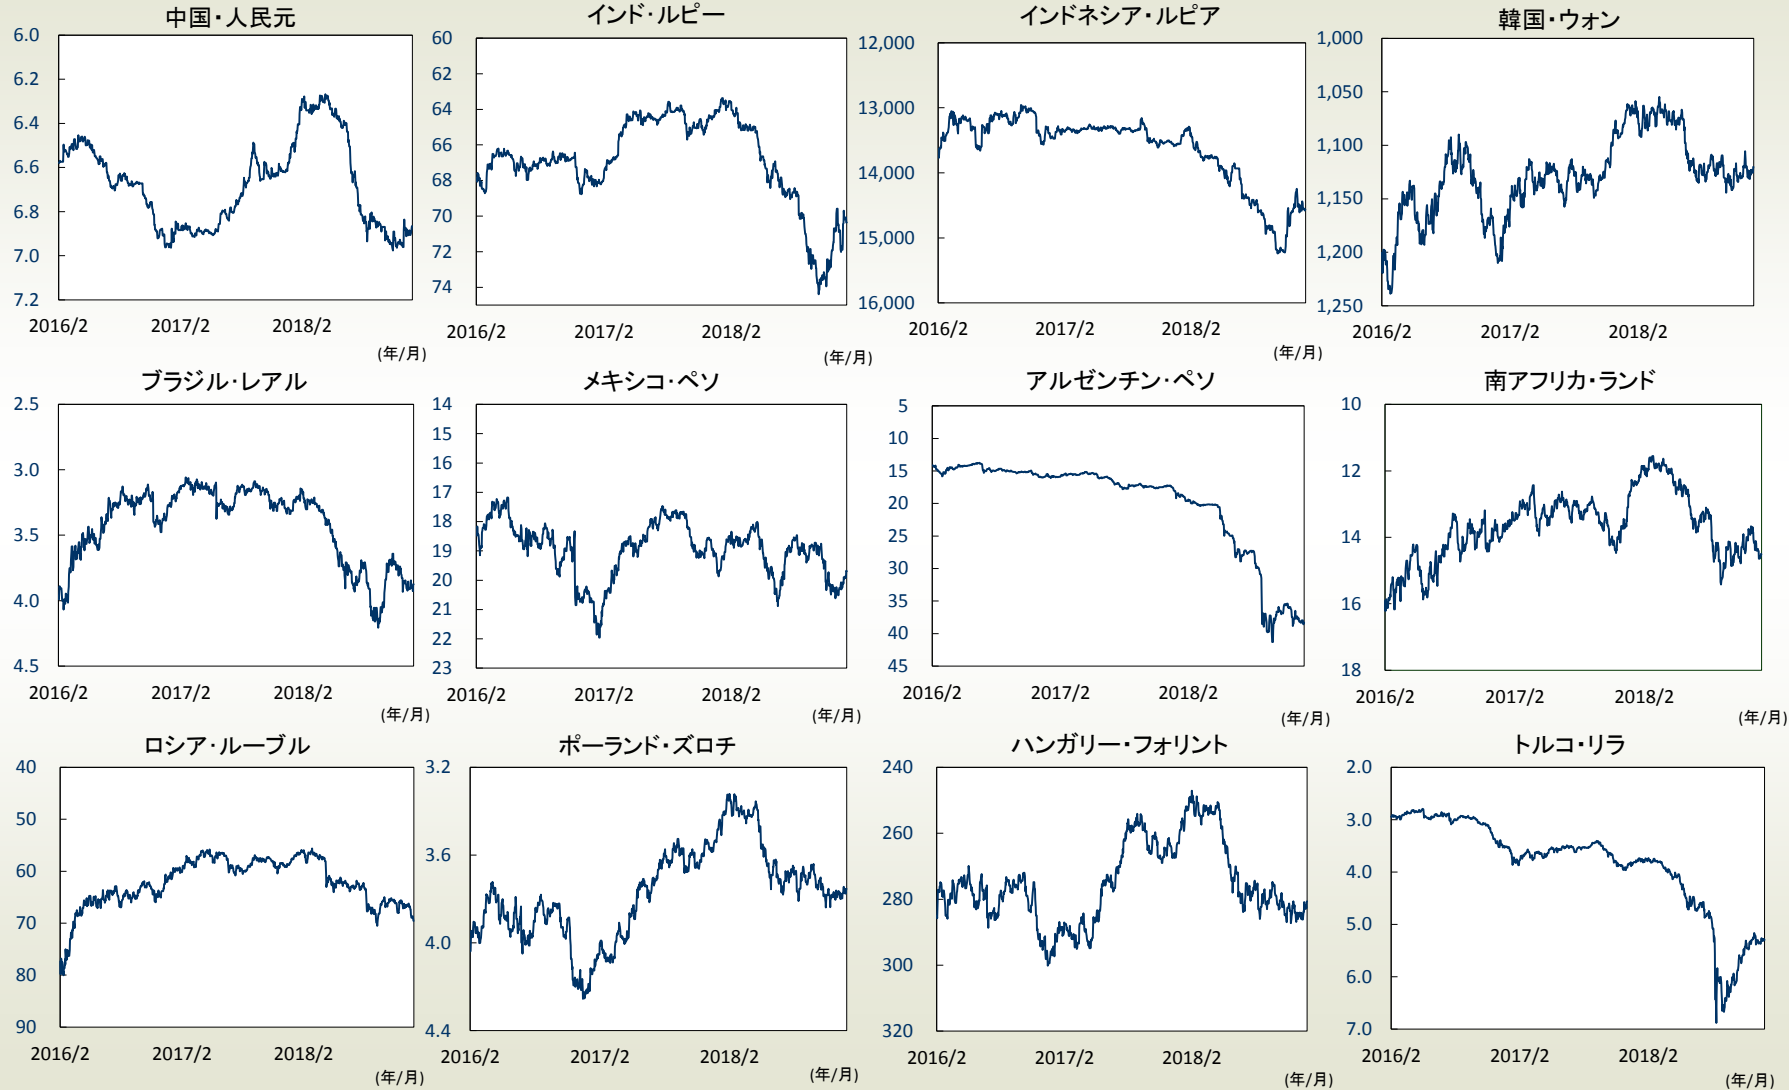 中国・人民元
6.0
6.2
6.4
6.6
6.8
7.0
7.2
2016/2 2017/2 2018/2
(年/月)
インド・ルピー
60
62
64
66
68
70
72
74
2016/2 2017/2 2018/2
(年/月)
インドネシア・ルピア
12,000
13,000
14,000
15,000
16,000
2016/2 2017/2 2018/2
(年/月)
韓国・ウォン
1,000
1,050
1,100
1,150
1,200
1,250
2016/2 2017/2 2018/2
(年/月)
ブラジル・レアル
2.5
3.0
3.5
4.0
4.5
2016/2 2017/2 2018/2
(年/月)
メキシコ・ペソ
14
15
16
17
18
19
20
21
22
23
2016/2 2017/2 2018/2
(年/月)
アルゼンチン・ペソ
5
10
15
20
25
30
35
40
45
2016/2 2017/2 2018/2
(年/月)
南アフリカ・ランド
10
12
14
16
18
2016/2 2017/2 2018/2
(年/月)
ロシア・ルーブル
40
50
60
70
80
90
2016/2 2017/2 2018/2
(年/月)
ポーランド・ズロチ
3.2
3.6
4.0
4.4
2016/2 2017/2 2018/2
(年/月)
ハンガリー・フォリント
240
260
280
300
320
2016/2 2017/2 2018/2
(年/月)
トルコ・リラ
2.0
3.0
4.0
5.0
6.0
7.0
2016/2 2017/2 2018/2
(年/月)